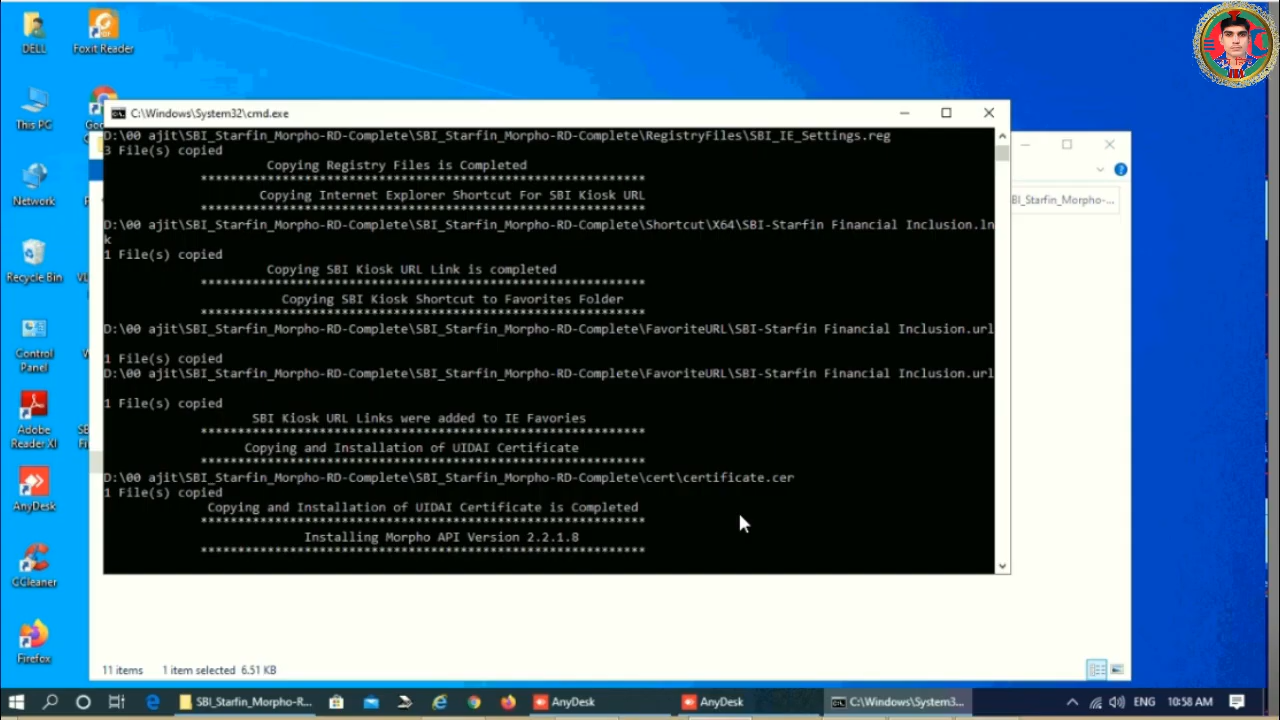 DELL
Foxit Reader
This PC
Network
Recycle Bin
Control
Panel
Adobe
Reader XI
AnyDesk
CCleaner
Firefox
C:\Windows\System32\cmd.exe
D:\00 ajit\SBI_Starfin_Morpho-RD-Complete\SBI_Starfin_Morpho-RD-Complete\RegistryFiles\SBI_IE_Settings.reg
3 File(s) copied
Copying Registry Files is Completed
************************************************************
Copying Internet Explorer Shortcut For SBI Kiosk URL
************************************************************
D:\00 ajit\SBI_Starfin_Morpho-RD-Complete\SBI_Starfin_Morpho-RD-Complete\Shortcut\X64\SBI-Starfin Financial Inclusion.ln
k
1 File(s) copied
Copying SBI Kiosk URL Link is completed
************************************************************
Copying SBI Kiosk Shortcut to Favorites Folder
************************************************************
D:\00 ajit\SBI_Starfin_Morpho-RD-Complete\SBI_Starfin_Morpho-RD-Complete\FavoriteURL\SBI-Starfin Financial Inclusion.url
1 File(s) copied
D:\00 ajit\SBI_Starfin_Morpho-RD-Complete\SBI_Starfin_Morpho-RD-Complete\FavoriteURL\SBI-Starfin Financial Inclusion.url
1 File(s) copied
SBI Kiosk URL Links were added to IE Favories
************************************************************
Copying and Installation of UIDAI Certificate
************************************************************
D:\00 ajit\SBI_Starfin_Morpho-RD-Complete\SBI_Starfin_Morpho-RD-Complete\cert\certificate.cer
1 File(s) copied
Copying and Installation of UIDAI Certificate is Completed
************************************************************
Installing Morpho API Version 2.2.1.8
************************************************************
BI_Starfin_Morpho-...
11 items 1 item selected 6.51 KB
SBI_Starfin_Morpho-R...
AnyDesk
AnyDesk
C:\Windows\System3...
ENG
10:58 AM